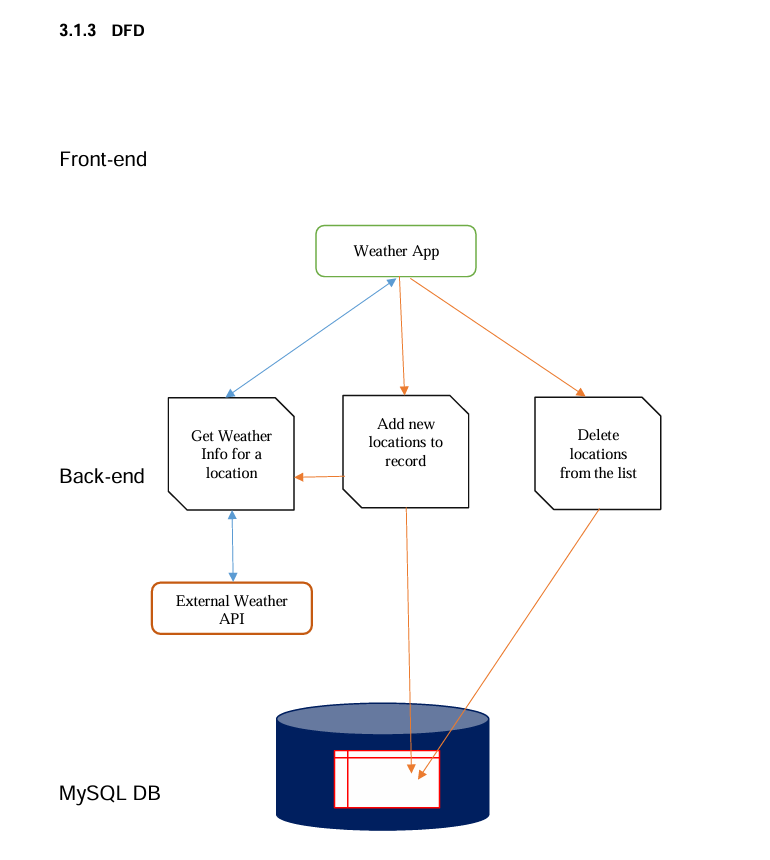 3.1.3 DFD
Front-end
Weather App
Get Weather
Info for a
location
Add new
locations to
record
Delete
locations
from the list
Back-end
External Weather
API
MySQL DB